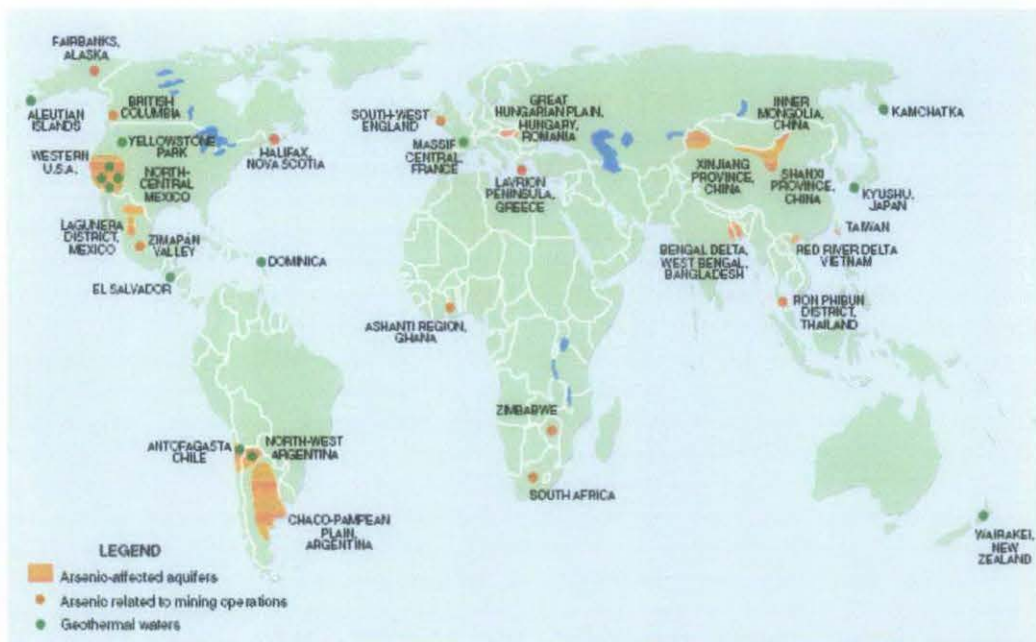 FAIRBANKS,
ALASKA
ALEUTIAN
ISLANDS
BRITISH
COLUMBIA
YELLOWSTONE
PARK
WESTERN
U.S.A.
NORTH-
CENTRAL
MEXICO
HALIFAX,
NOVA SCOTIA
LAGUNERA
DISTRICT,
MEXICO
ZIMAPAN
VALLEY
EL SALVADOR
DOMINICA
SOUTH-WEST
ENGLAND
MASSIF
CENTRAL,
FRANCE
GREAT
HUNGARIAN PLAIN,
HUNGARY,
ROMANIA
LAVRION
PENINSULA,
GREECE
INNER
MONGOLIA,
CHINA
KAMCHATKA
XINJIANG
PROVINCE,
CHINA
SHANXI
PROVINCE,
CHINA
KYUSHU,
JAPAN
TAIWAN
BENGAL DELTA,
WEST BENGAL,
BANGLADESH
RED RIVER DELTA
VIETNAM
RON PHIBUN
DISTRICT,
THAILAND
ASHANTI REGION,
GHANA
ZIMBABWE
SOUTH AFRICA
ANTOFAGASTA
CHILE
NORTH-WEST
ARGENTINA
CHACO-PAMPEAN
PLAIN,
ARGENTINA
WAIRAKEI,
NEW
ZEALAND
LEGEND
Arsenic-affected aquifers
Arsenic related to mining operations
Geothermal waters